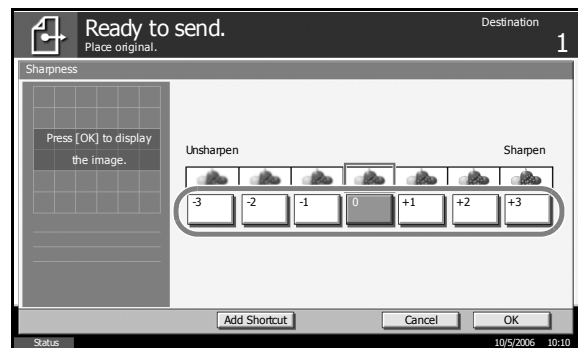 Ready to send.
Destination
Place original.
1
Sharpness
Press [OK] to display
the image.
Unsharpen
Sharpen
-3
-2
-1
0
+1
+2
+3
Add Shortcut
Cancel
OK
Status
10/5/2006 10:10